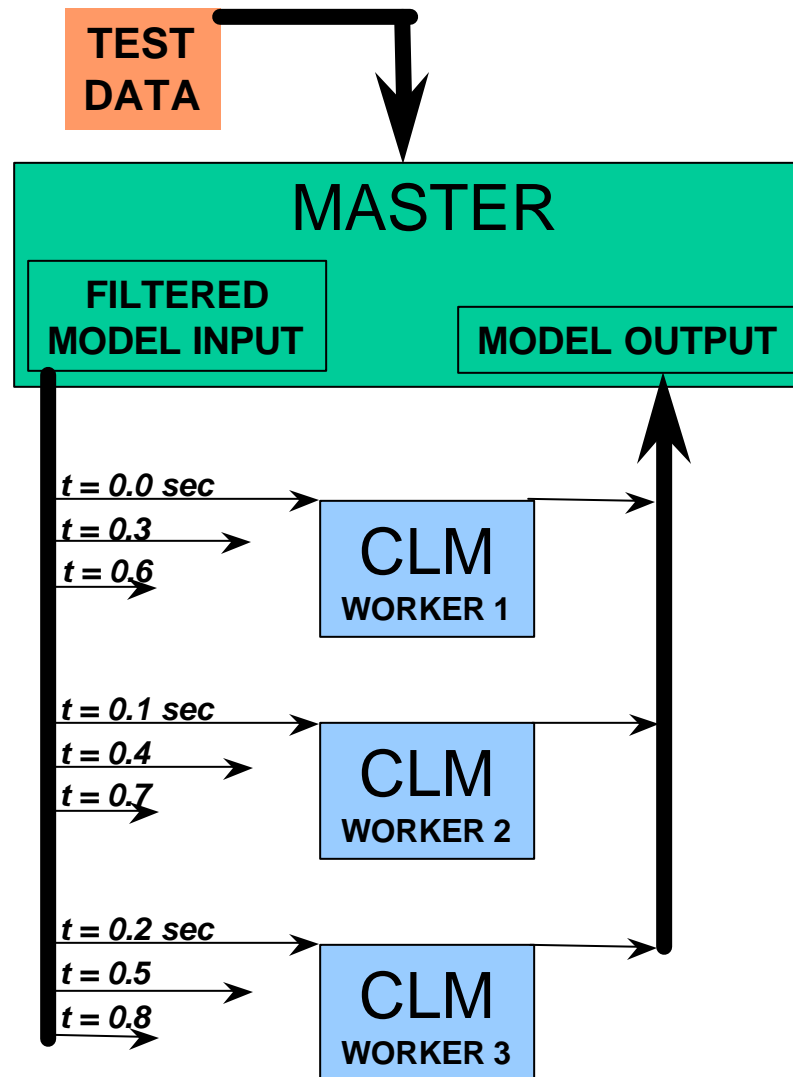 TEST
DATA
MASTER
FILTERED
MODEL INPUT
MODEL OUTPUT
t = 0.0 sec
t = 0.3
t = 0.6
CLM
WORKER 1
t = 0.1 sec
t = 0.4
t = 0.7
CLM
WORKER 2
t = 0.2 sec
t = 0.5
t = 0.8
CLM
WORKER 3